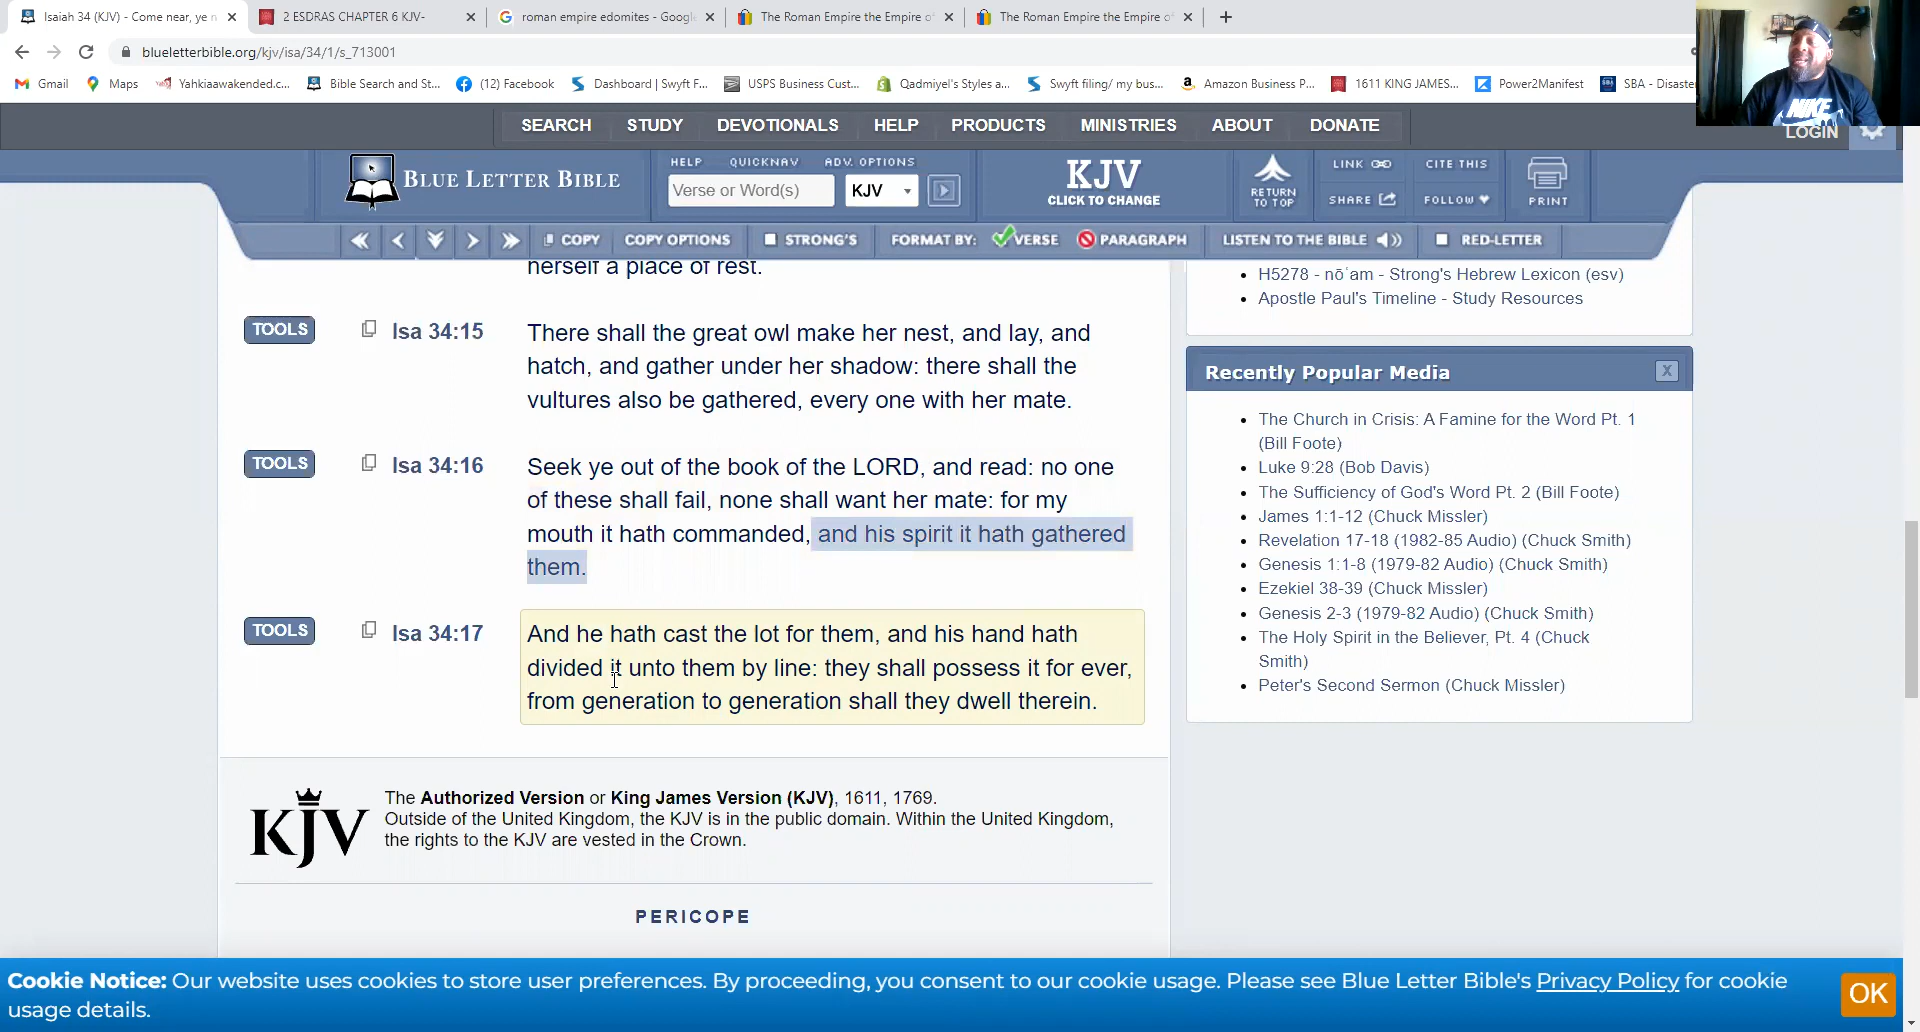 Isaiah 34 (KJV) - Come near, ye n
2 ESDRAS CHAPTER 6 KJV-
roman empire edomites - Googl
The Roman Empire the Empire o
The Roman Empire the Empire o
blueletterbible.org/kjv/isa/34/1/s_713001
Gmail Maps Yahkiaawakended.c... Bible Search and St... (12) Facebook Dashboard | Swyft F... USPS Business Cust... Qadmiyel's Styles a... Swyft filing/ my bus... Amazon Business P... 1611 KING JAMES... Power2Manifest SBA - Disaste
NIKE
SEARCH STUDY DEVOTIONALS HELP PRODUCTS MINISTRIES ABOUT DONATE LOGIN
BLUE LETTER BIBLE
HELP QUICKNAV ADV. OPTIONS
Verse or Word(s) KJV
KJV
CLICK TO CHANGE
RETURN
TO TOP
LINK CITE THIS
SHARE FOLLOW PRINT
COPY COPY OPTIONS STRONG'S FORMAT BY: VERSE PARAGRAPH LISTEN TO THE BIBLE RED-LETTER
herself a place of rest.
TOOLS Isa 34:15 There shall the great owl make her nest, and lay, and
hatch, and gather under her shadow: there shall the
vultures also be gathered, every one with her mate.
TOOLS Isa 34:16 Seek ye out of the book of the LORD, and read: no one
of these shall fail, none shall want her mate: for my
mouth it hath commanded, and his spirit it hath gathered
them.
TOOLS Isa 34:17 And he hath cast the lot for them, and his hand hath
divided it unto them by line: they shall possess it for ever,
from generation to generation shall they dwell therein.
KJV
The Authorized Version or King James Version (KJV), 1611, 1769.
Outside of the United Kingdom, the KJV is in the public domain. Within the United Kingdom,
the rights to the KJV are vested in the Crown.
PERICOPE
H5278 - nōʿam - Strong's Hebrew Lexicon (esv)
Apostle Paul's Timeline - Study Resources
Recently Popular Media X
The Church in Crisis: A Famine for the Word Pt. 1
(Bill Foote)
Luke 9:28 (Bob Davis)
The Sufficiency of God's Word Pt. 2 (Bill Foote)
James 1:1-12 (Chuck Missler)
Revelation 17-18 (1982-85 Audio) (Chuck Smith)
Genesis 1:1-8 (1979-82 Audio) (Chuck Smith)
Ezekiel 38-39 (Chuck Missler)
Genesis 2-3 (1979-82 Audio) (Chuck Smith)
The Holy Spirit in the Believer, Pt. 4 (Chuck
Smith)
Peter's Second Sermon (Chuck Missler)
Cookie Notice: Our website uses cookies to store user preferences. By proceeding, you consent to our cookie usage. Please see Blue Letter Bible's Privacy Policy for cookie
usage details.
OK